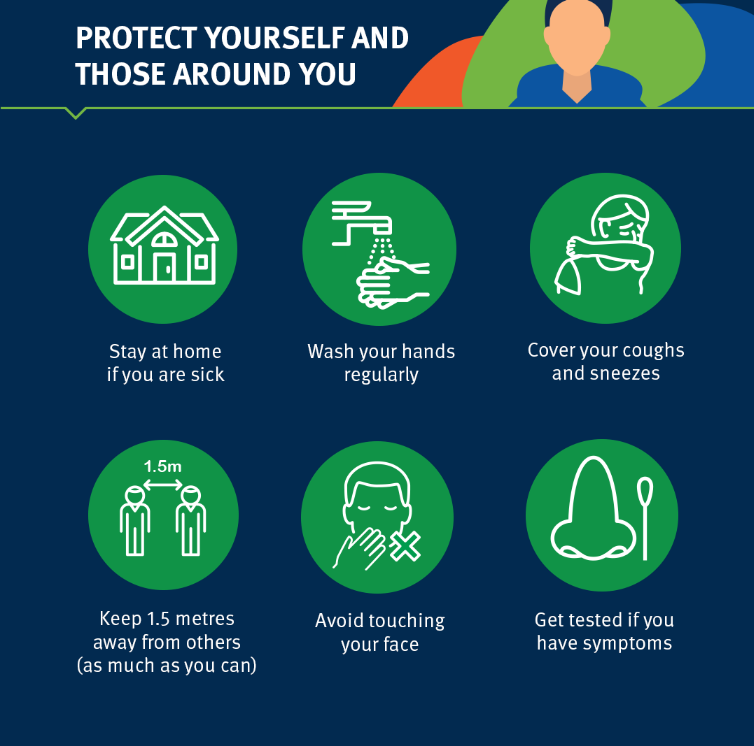 PROTECT YOURSELF AND
THOSE AROUND YOU
Stay at home
if you are sick
Wash your hands
regularly
Cover your coughs
and sneezes
1.5m
Keep 1.5 metres
away from others
(as much as you can)
Avoid touching
your face
Get tested if you
have symptoms